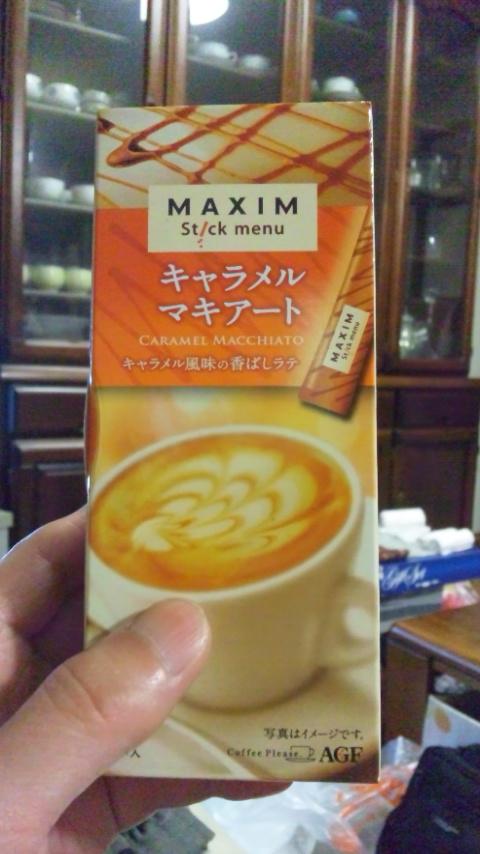 MAXIM
Stick menu
キャラメル
マキアート
CARAMEL MACCHIATO
キャラメル風味の香ばしラテ
MAXIM
Stick menu
写真はイメージです。
入
Coffee Please. AGF